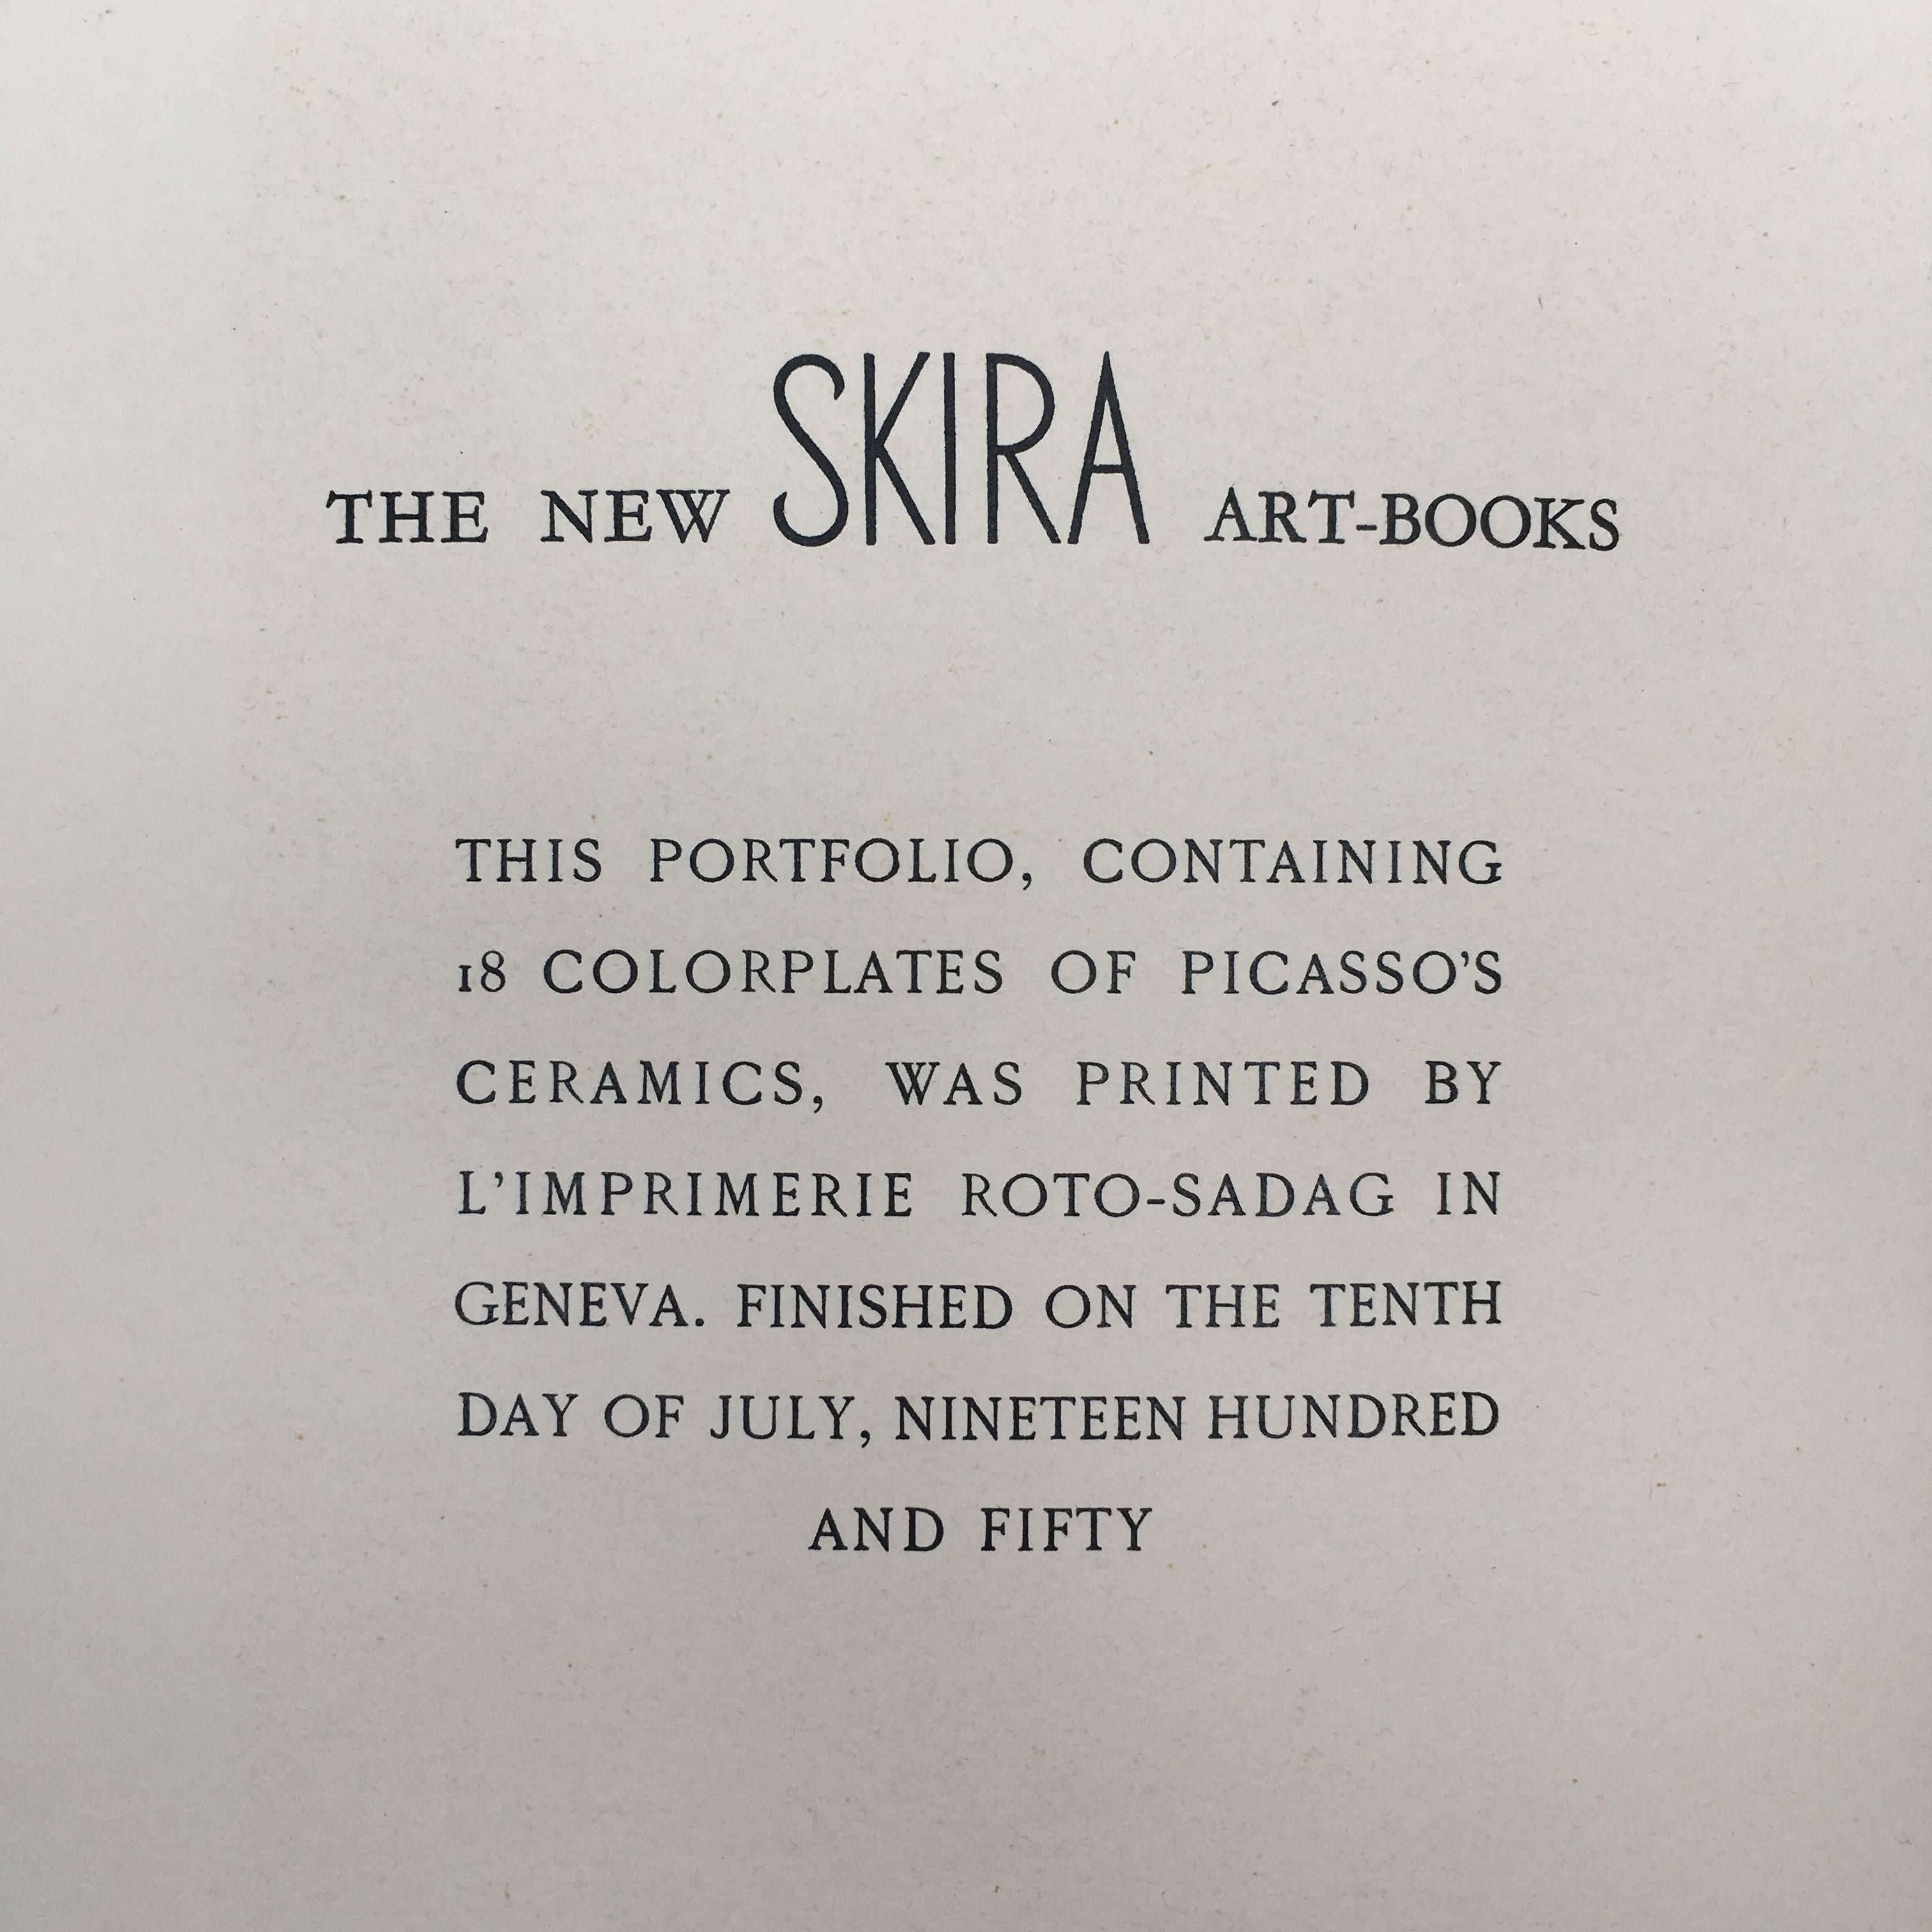 THE NEW SKIRA ART-BOOKS
THIS PORTFOLIO, CONTAINING
18 COLORPLATES OF PICASSO'S
CERAMICS, WAS PRINTED BY
L'IMPRIMERIE ROTO-SADAG IN
GENEVA. FINISHED ON THE TENTH
DAY OF JULY, NINETEEN HUNDRED
AND FIFTY